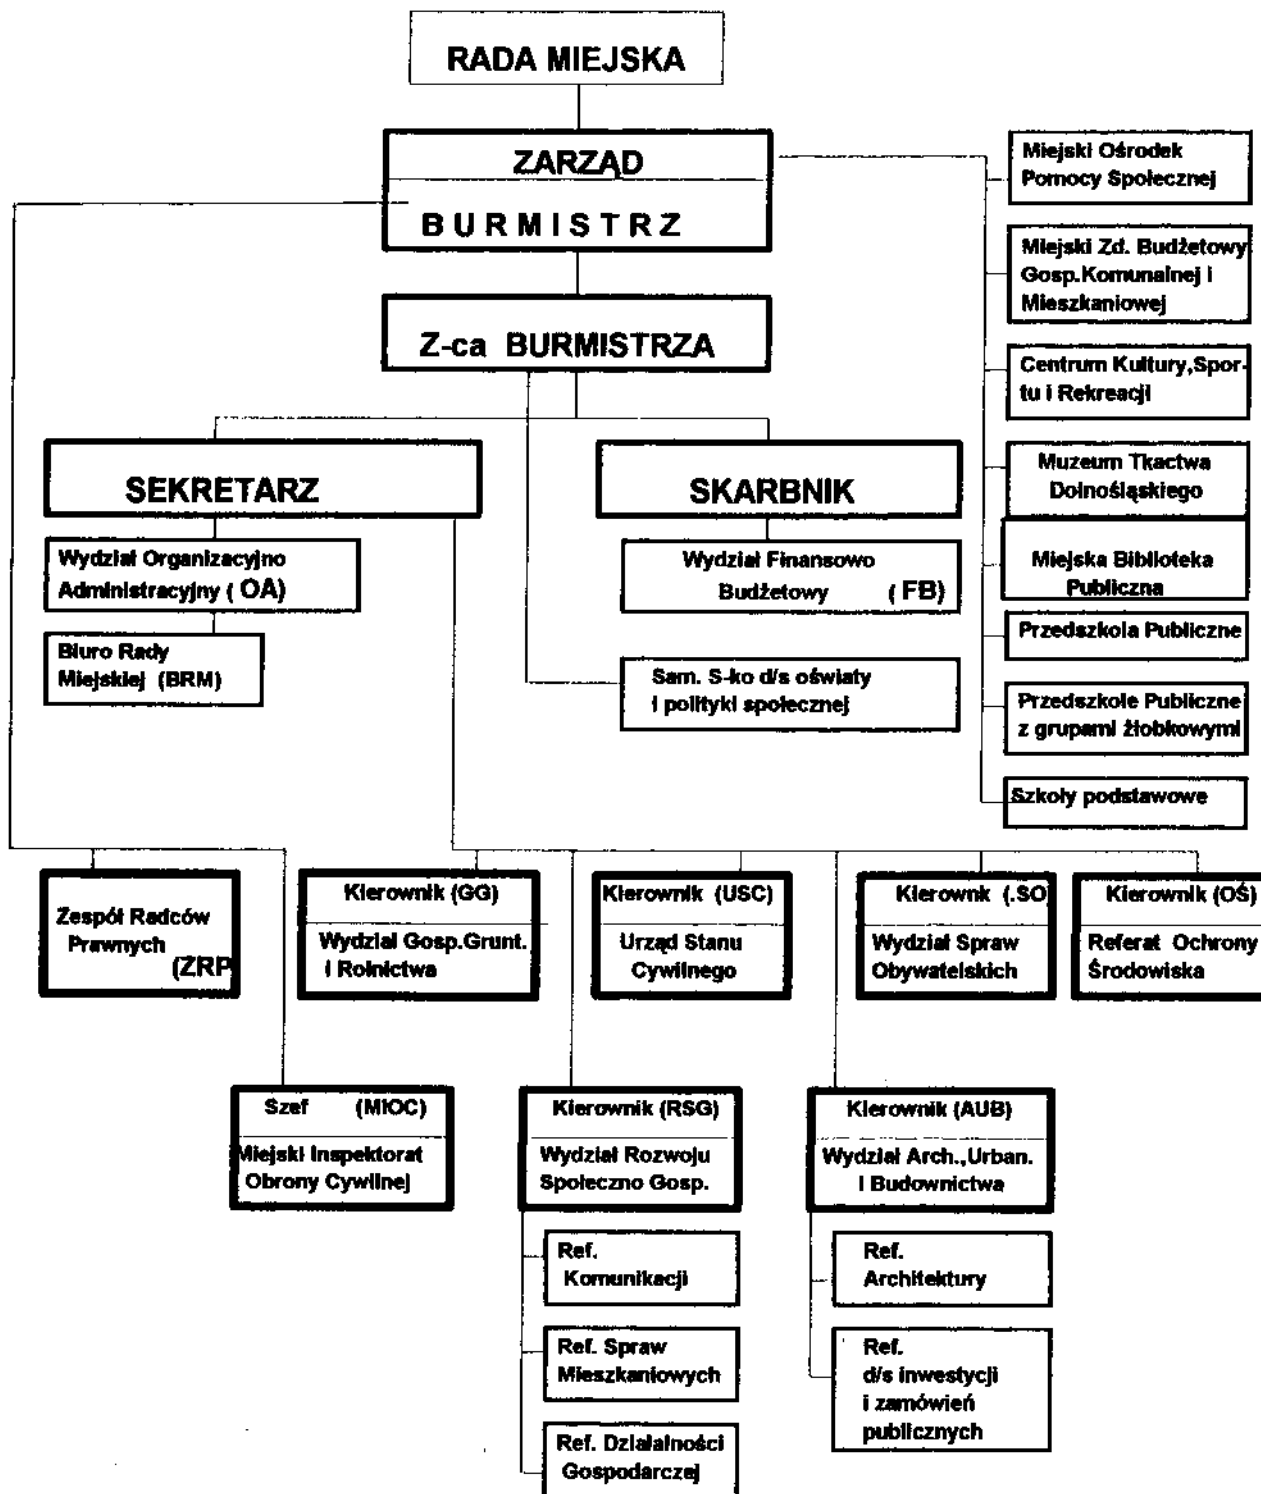 RADA MIEJSKA
ZARZĄD
B U R M I S T R Z
Z-ca BURMISTRZA
SEKRETARZ
SKARBNIK
Wydział Organizacyjno
Administracyjny ( OA)
Biuro Rady
Miejskiej (BRM)
Wydział Finansowo
Budżetowy ( FB)
Sam. S-ko d/s oświaty
i polityki społecznej
Miejski Ośrodek
Pomocy Społecznej
Miejski Zd. Budżetowy
Gosp.Komunalnej i
Mieszkaniowej
Centrum Kultury,Spor-
tu i Rekreacji
Muzeum Tkactwa
Dolnośląskiego
Miejska Biblioteka
Publiczna
Przedszkola Publiczne
Przedszkole Publiczne
z grupami żłobkowymi
Szkoły podstawowe
Zespół Radców
Prawnych
(ZRP
Kierownik (GG)
Wydział Gosp.Grunt.
i Rolnictwa
Kierownik (USC)
Urząd Stanu
Cywilnego
Kierownk (.SO
Wydział Spraw
Obywatelskich
Kierownik (OŚ)
Referat Ochrony
Środowiska
Szef (MIOC)
Miejski Inspektorat
Obrony Cywilnej
Kierownik (RSG)
Wydział Rozwoju
Społeczno Gosp.
Kierownik (AUB)
Wydział Arch.,Urban.
i Budownictwa
Ref.
Komunikacji
Ref. Spraw
Mieszkaniowych
Ref. Działalności
Gospodarczej
Ref.
Architektury
Ref.
d/s inwestycji
i zamówień
publicznych